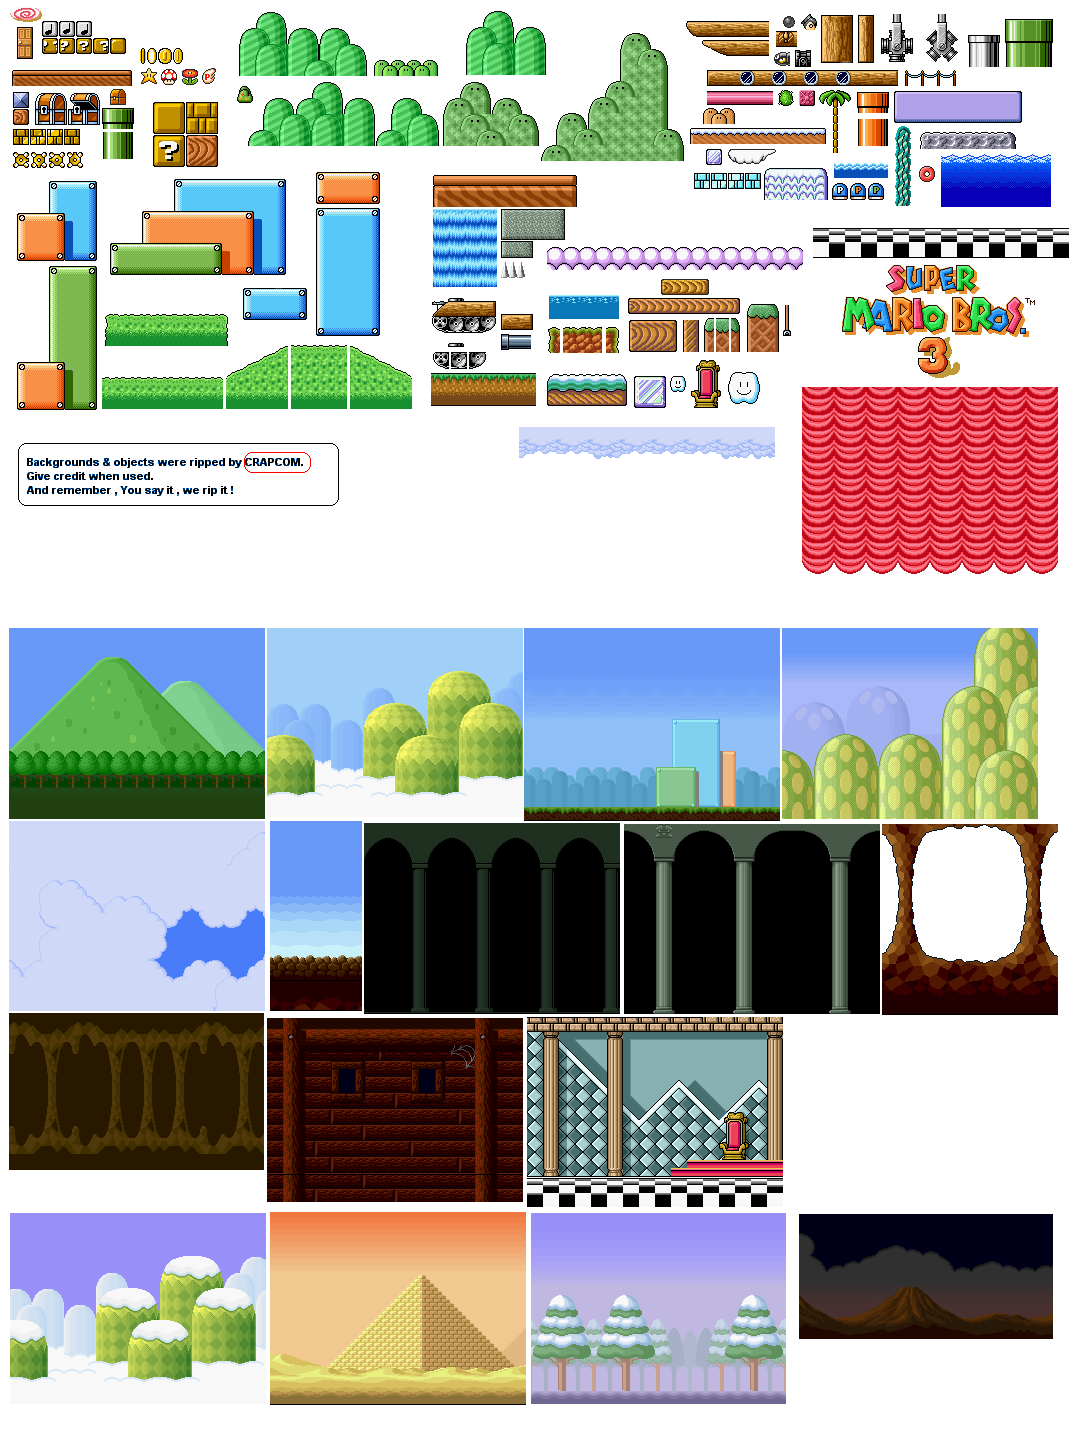 SUPER
MARIO BROS.™
3
Backgrounds & objects were ripped by CRAPCOM.
Give credit when used.
And remember , You say it , we rip it !